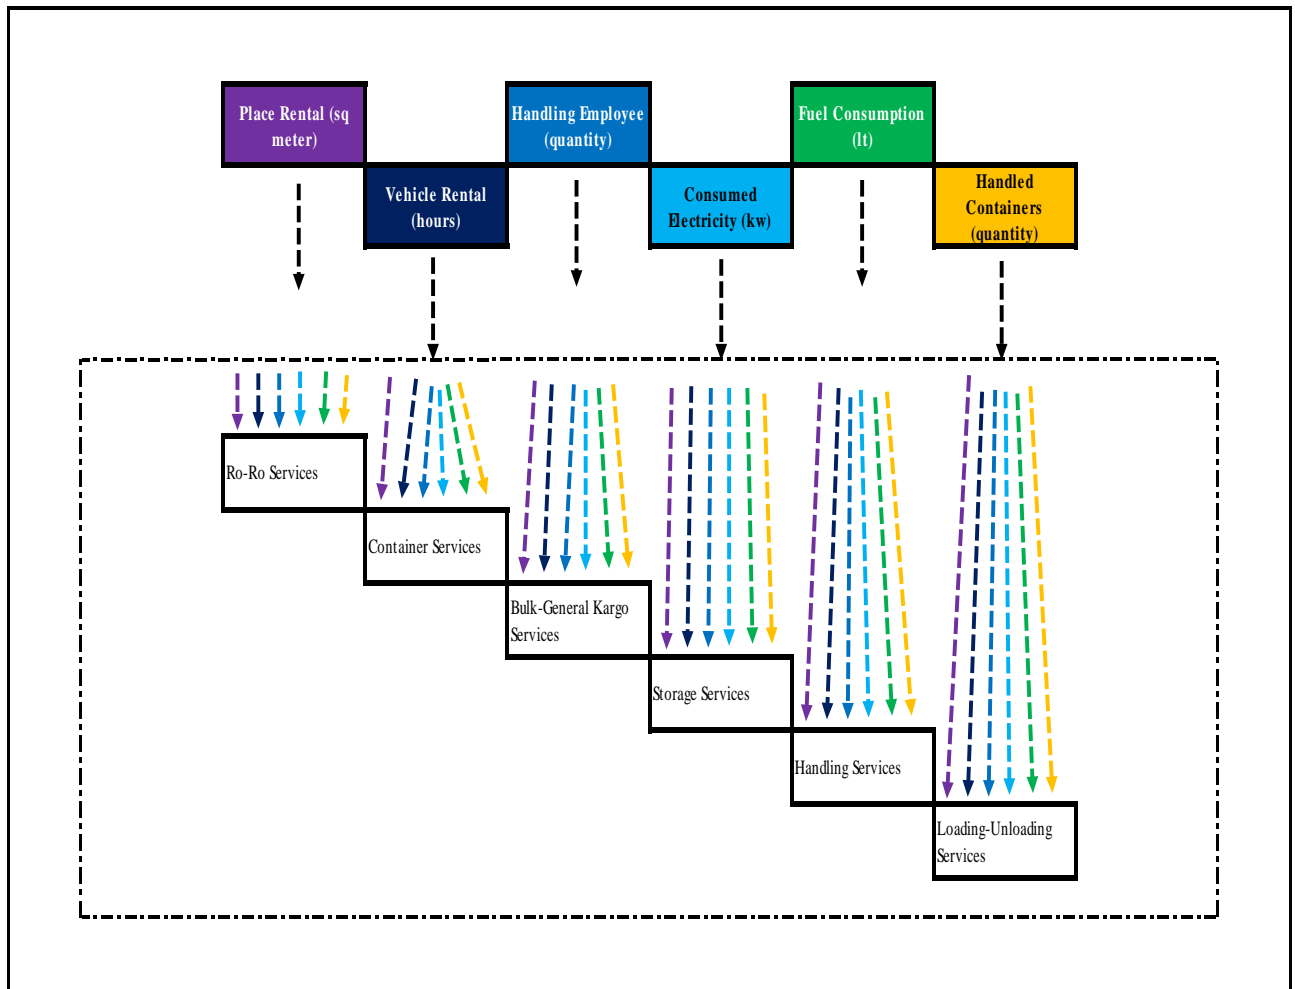 Place Rental (sq
meter)
Handling Employee
(quantity)
Fuel Consumption
(lt)
Vehicle Rental
(hours)
Consumed
Electricity (kw)
Handled
Containers
(quantity)
Ro-Ro Services
Container Services
Bulk-General Kargo
Services
Storage Services
Handling Services
Loading-Unloading
Services